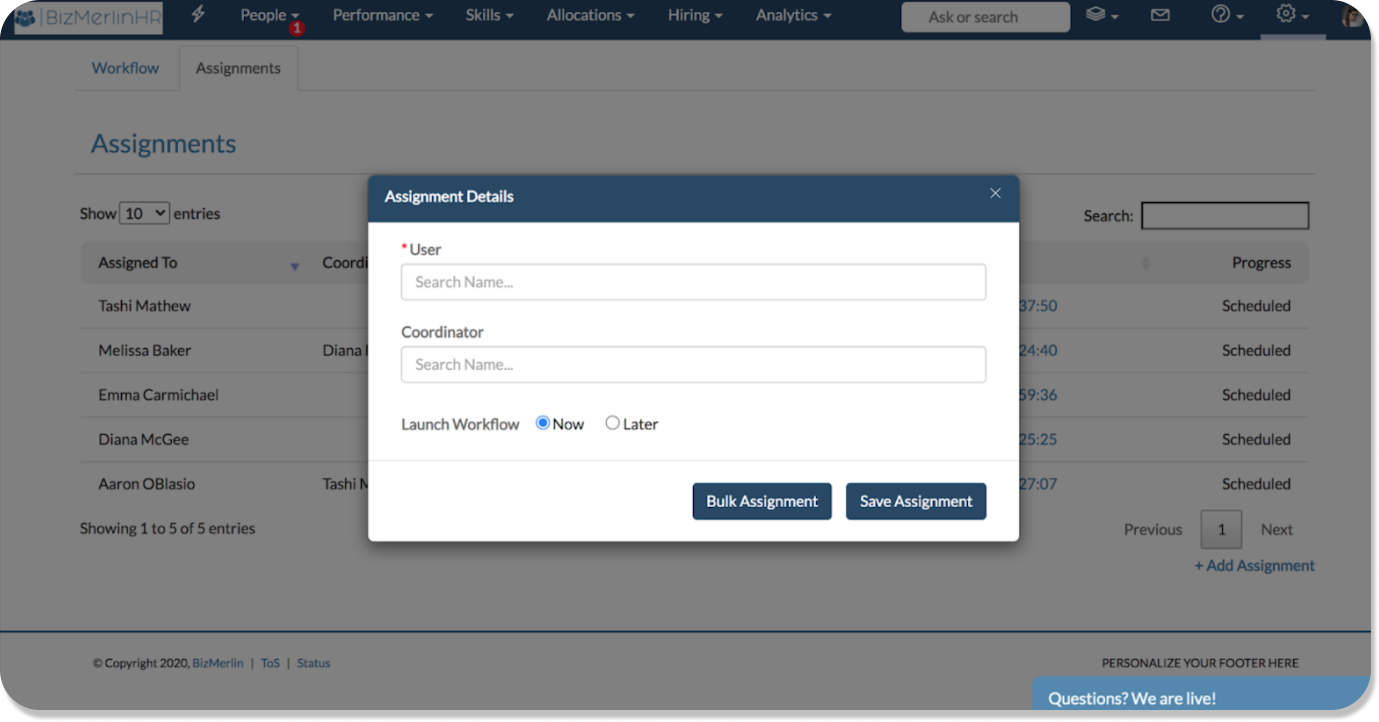 BizMerlinHR People 1 Performance Skills Allocations Hiring Analytics Ask or search
Workflow Assignments
Assignments
Show 10 entries
Search:
Assigned To Coordi Progress
Tashi Mathew 37:50 Scheduled
Melissa Baker Diana 24:40 Scheduled
Emma Carmichael 59:36 Scheduled
Diana McGee 25:25 Scheduled
Aaron OBlasio Tashi M 27:07 Scheduled
Showing 1 to 5 of 5 entries
Previous 1 Next
+ Add Assignment
Assignment Details
*User
Search Name...
Coordinator
Search Name...
Launch Workflow Now Later
Bulk Assignment Save Assignment
© Copyright 2020, BizMerlin | ToS | Status
PERSONALIZE YOUR FOOTER HERE
Questions? We are live!